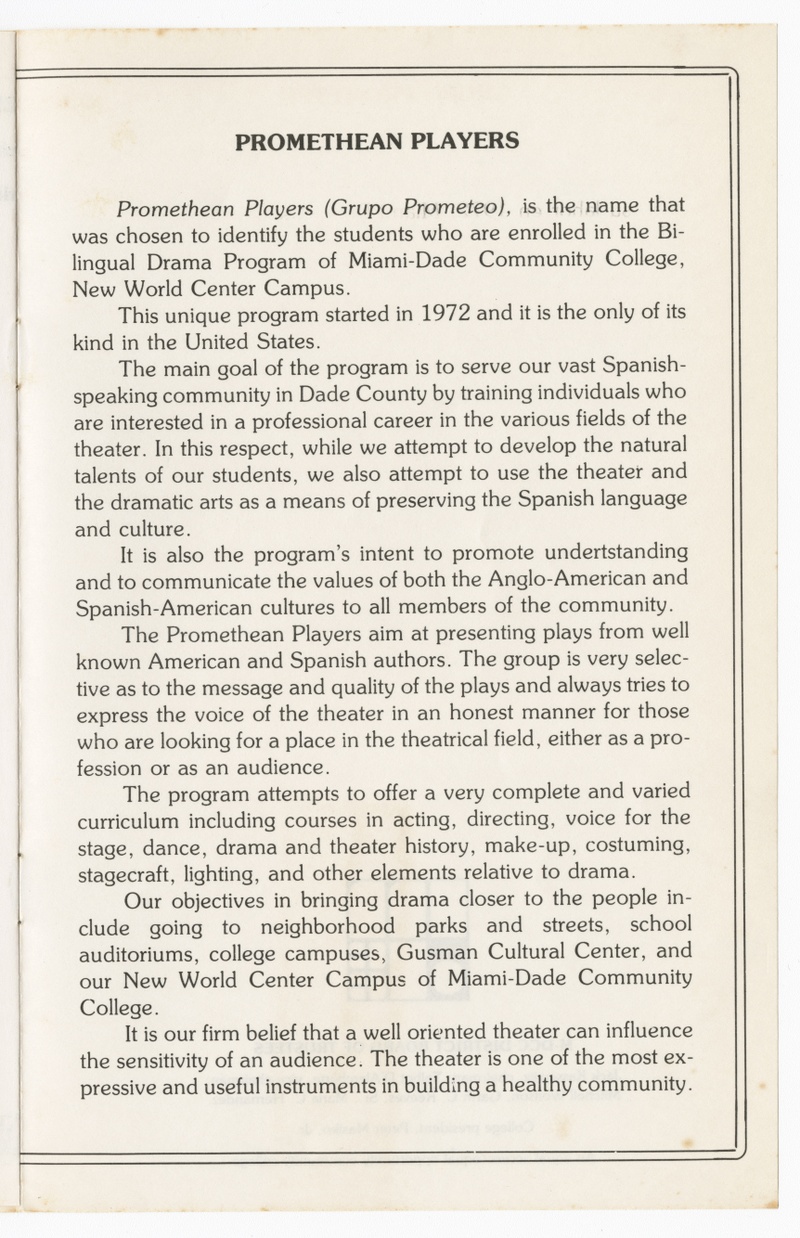 PROMETHEAN PLAYERS
Promethean Players (Grupo Prometeo), is the name that
was chosen to identify the students who are enrolled in the Bi-
lingual Drama Program of Miami-Dade Community College,
New World Center Campus.
This unique program started in 1972 and it is the only of its
kind in the United States.
The main goal of the program is to serve our vast Spanish-
speaking community in Dade County by training individuals who
are interested in a professional career in the various fields of the
theater. In this respect, while we attempt to develop the natural
talents of our students, we also attempt to use the theater and
the dramatic arts as a means of preserving the Spanish language
and culture.
It is also the program's intent to promote undertstanding
and to communicate the values of both the Anglo-American and
Spanish-American cultures to all members of the community.
The Promethean Players aim at presenting plays from well
known American and Spanish authors. The group is very selec-
tive as to the message and quality of the plays and always tries to
express the voice of the theater in an honest manner for those
who are looking for a place in the theatrical field, either as a pro-
fession or as an audience.
The program attempts to offer a very complete and varied
curriculum including courses in acting, directing, voice for the
stage, dance, drama and theater history, make-up, costuming,
stagecraft, lighting, and other elements relative to drama.
Our objectives in bringing drama closer to the people in-
clude going to neighborhood parks and streets, school
auditoriums, college campuses, Gusman Cultural Center, and
our New World Center Campus of Miami-Dade Community
College.
It is our firm belief that a well oriented theater can influence
the sensitivity of an audience. The theater is one of the most ex-
pressive and useful instruments in building a healthy community.